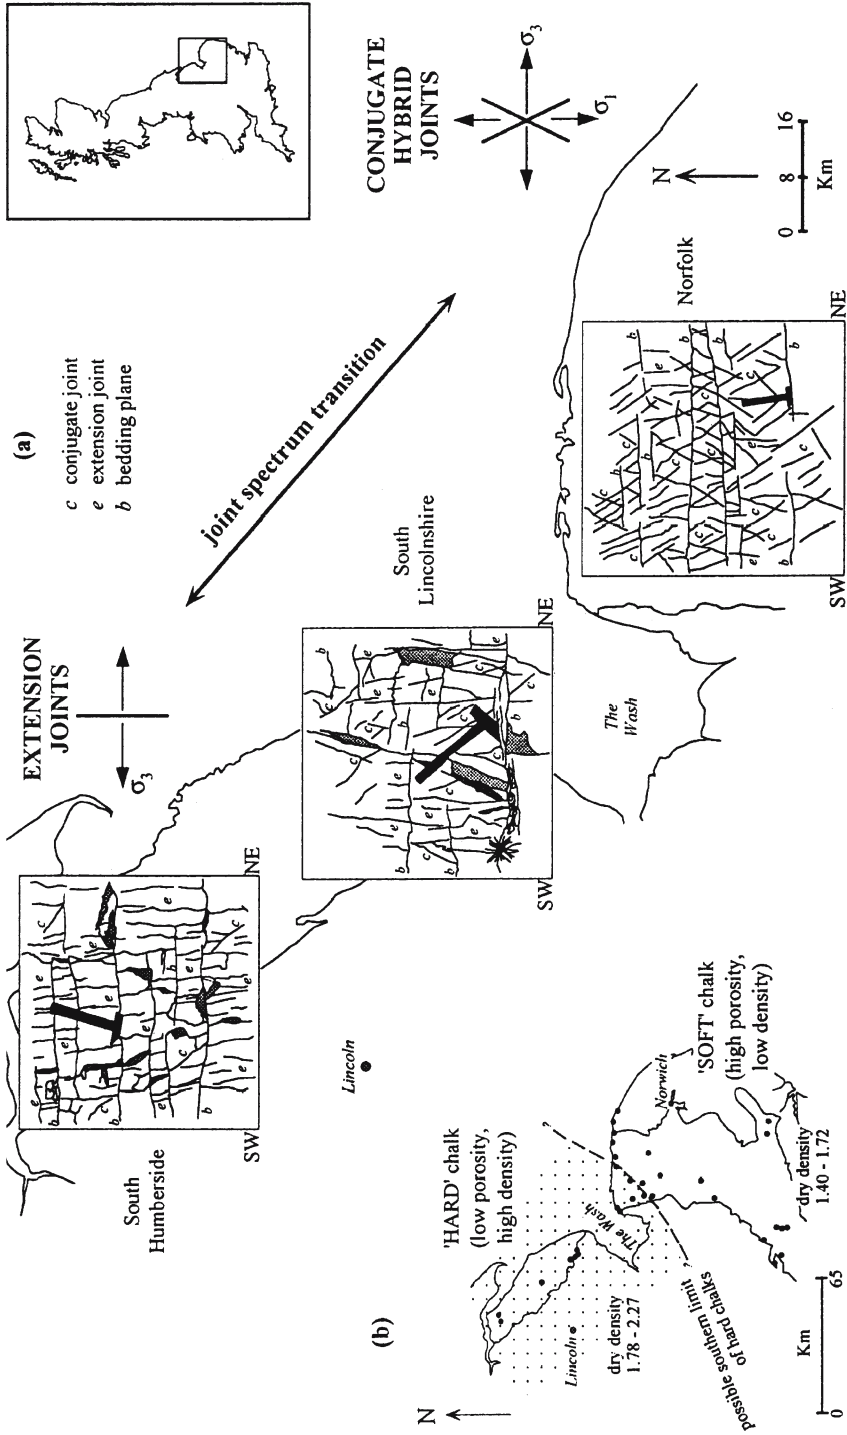 (a)
c conjugate joint
e extension joint
b bedding plane
EXTENSION
JOINTS
σ3
joint spectrum transition
CONJUGATE
HYBRID
JOINTS
σ3
σ1
N
0 8 16
Km
South
Humberside
SW
NE
e
b
e
b
e
b
c
e
e
e
c
e
b
e
e
e
c
e
c
South
Lincolnshire
SW
NE
b
c
b
e
e
c
e
e
c
e
c
c
b
e
c
e
b
c
e
c
Norfolk
SW
NE
c
b
e
c
b
c
b
c
c
e
c
c
c
b
c
e
b
b
b
Lincoln
The
Wash
(b)
N
'HARD' chalk
(low porosity,
high density)
'SOFT' chalk
(high porosity,
low density)
Lincoln
The Wash
Norwich
?
?
dry density
1.78 - 2.27
dry density
1.40 - 1.72
possible southern limit
of hard chalks
Km
0 65